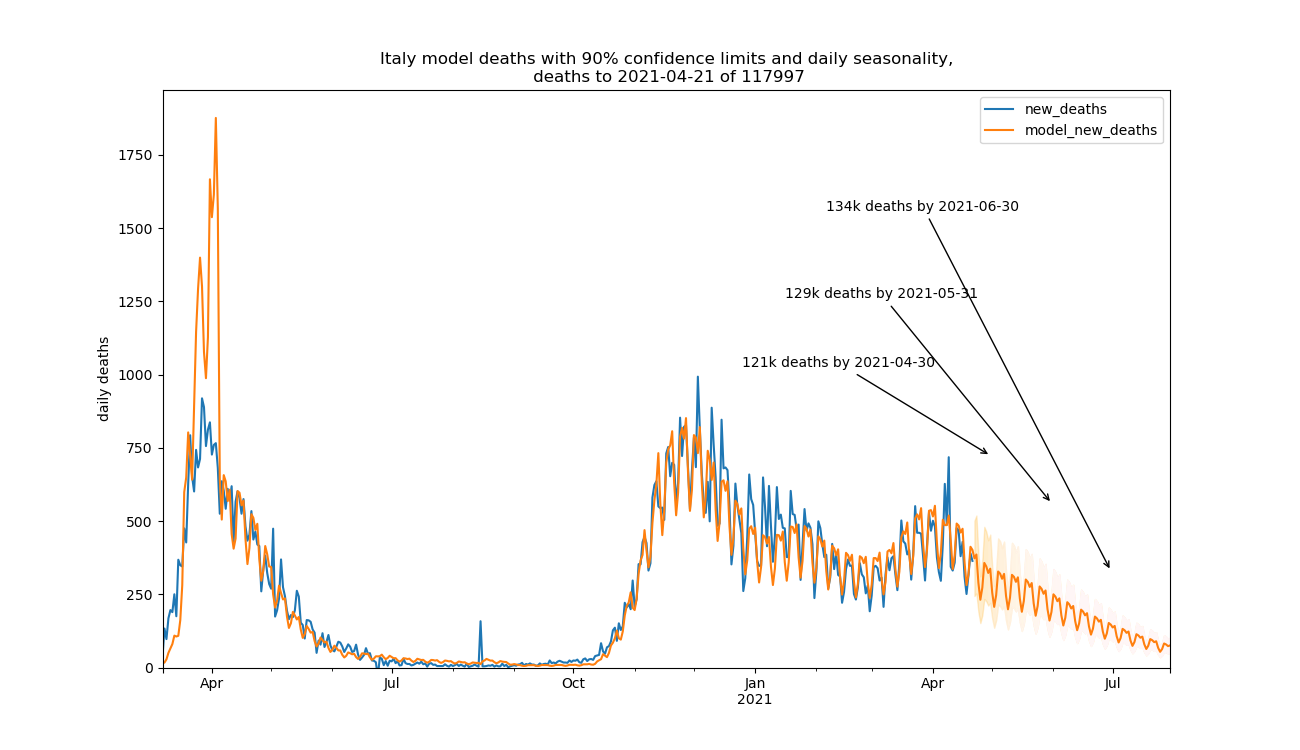 Italy model deaths with 90% confidence limits and daily seasonality,
deaths to 2021-04-21 of 117997
new_deaths
model_new_deaths
134k deaths by 2021-06-30
129k deaths by 2021-05-31
121k deaths by 2021-04-30
daily deaths
1750
1500
1250
1000
750
500
250
0
Apr
Jul
Oct
Jan
2021
Apr
Jul